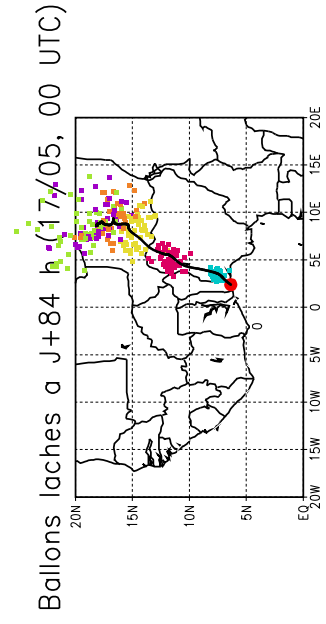 Ballons laches a J+84 h (17/05, 00 UTC)
20N
15N
10N
5N
EQ
20W
15W
10W
5W
0
5E
10E
15E
20E
0